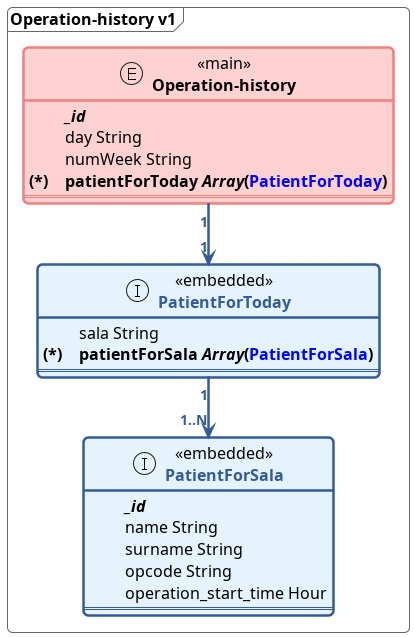 Operation-history v1
«main»
E
Operation-history
_id
day String
numWeek String
(*) patientForToday Array(PatientForToday)
1
1
«embedded»
I
PatientForToday
sala String
(*) patientForSala Array(PatientForSala)
1
1..N
«embedded»
I
PatientForSala
_id
name String
surname String
opcode String
operation_start_time Hour